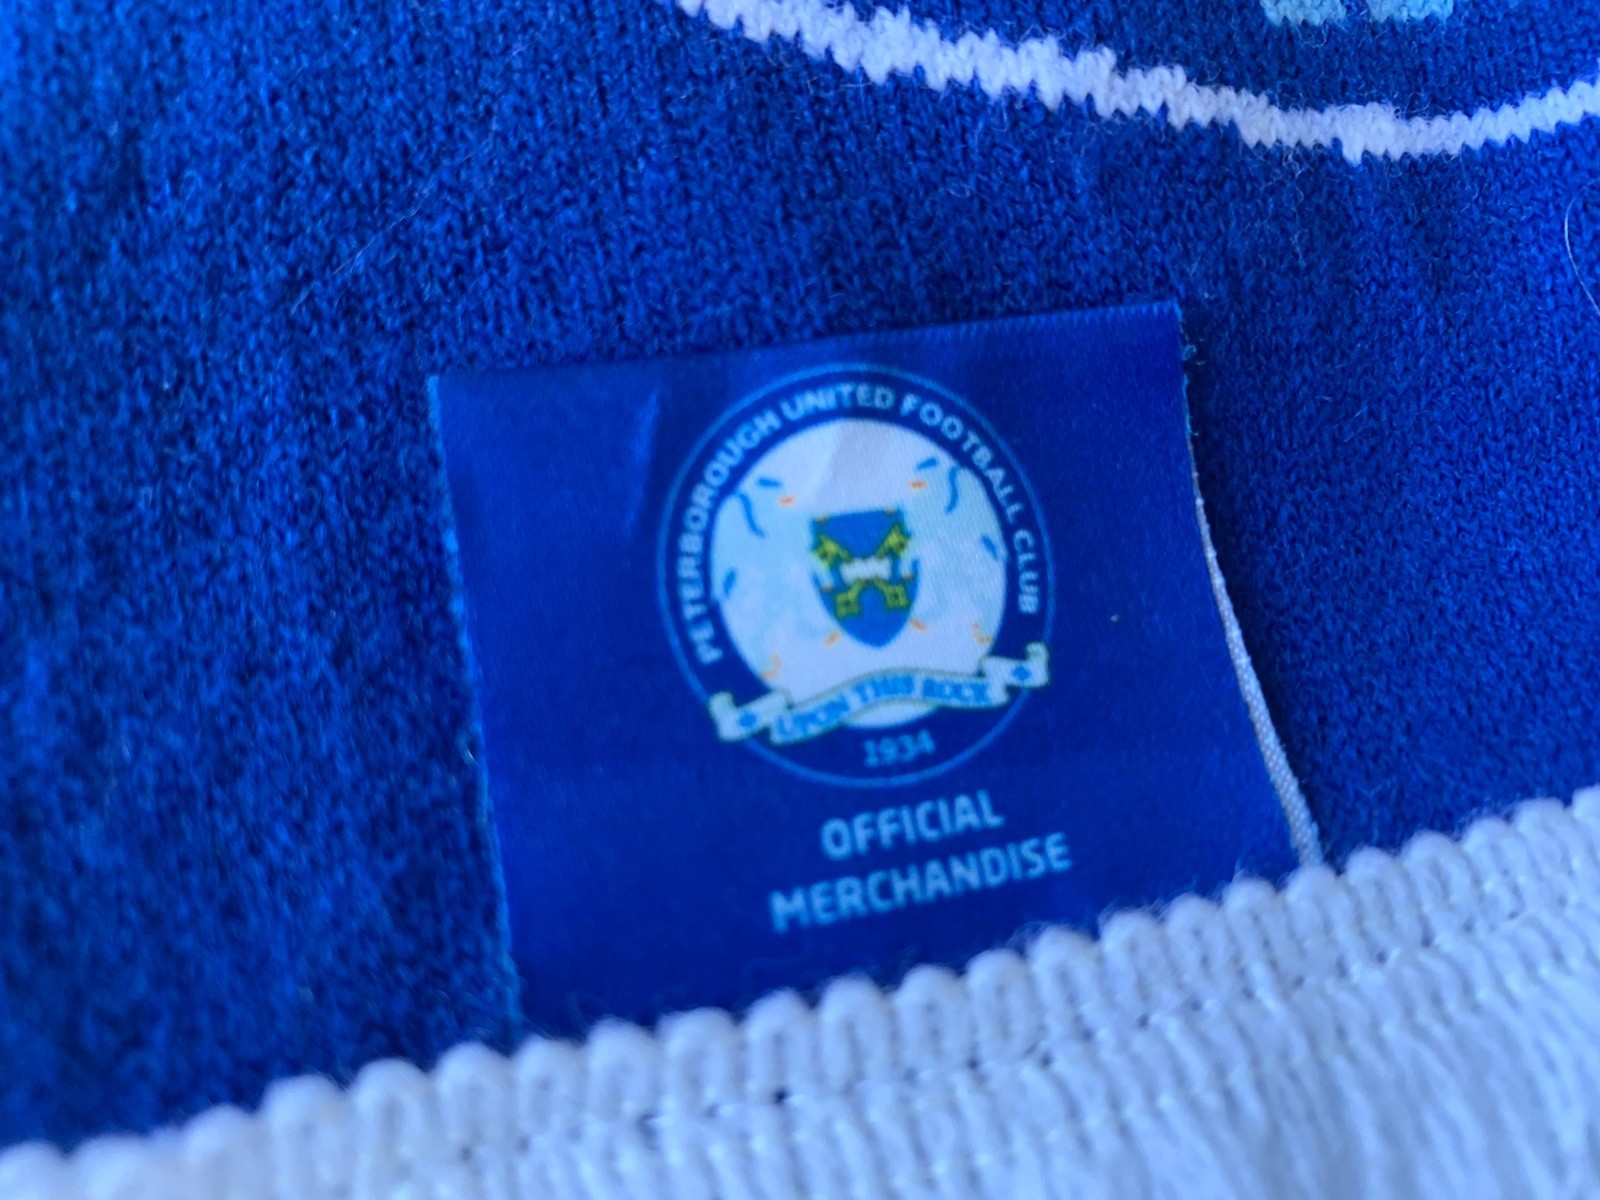 PETERBOROUGH UNITED FOOTBALL CLUB
UPON THIS ROCK
1934
OFFICIAL
MERCHANDISE